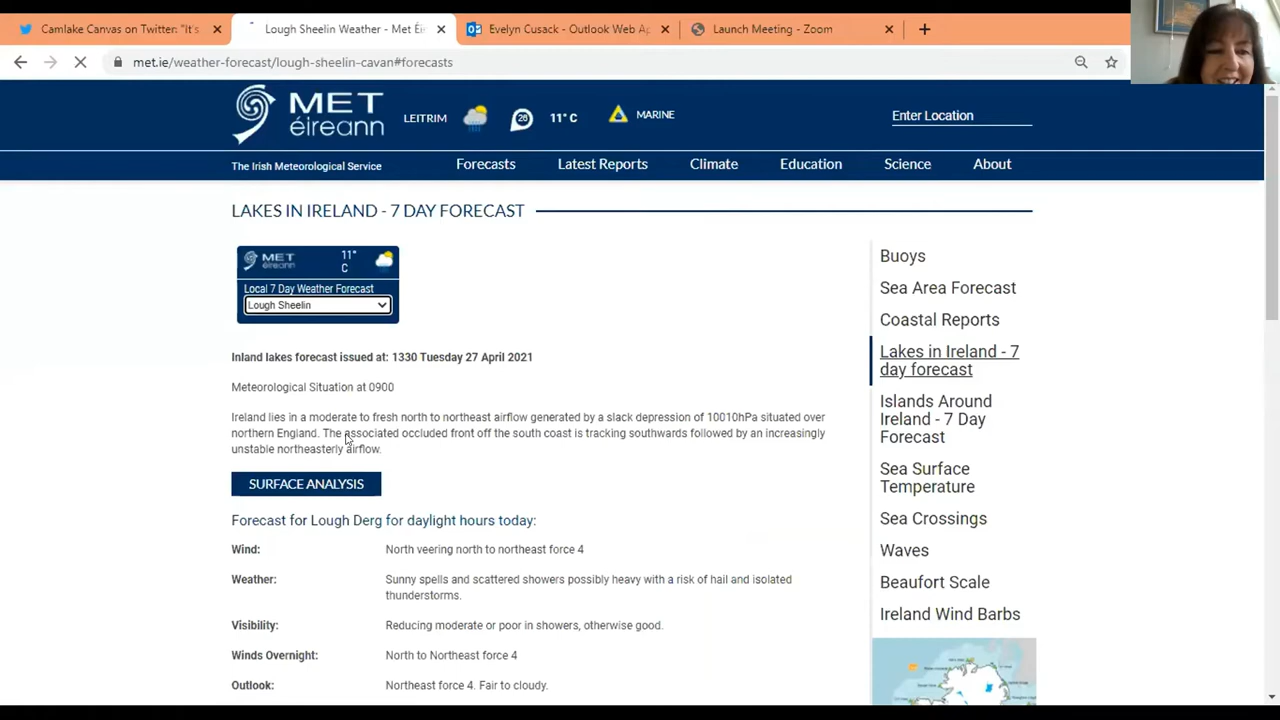 Camlake Canvas on Twitter: "It's
Lough Sheelin Weather - Met Éir
Evelyn Cusack - Outlook Web Ap
Launch Meeting - Zoom
met.ie/weather-forecast/lough-sheelin-cavan#forecasts
MET éireann
LEITRIM
11° C
MARINE
Enter Location
The Irish Meteorological Service
Forecasts
Latest Reports
Climate
Education
Science
About
LAKES IN IRELAND - 7 DAY FORECAST
MET éireann
11°
C
Local 7 Day Weather Forecast
Lough Sheelin
Inland lakes forecast issued at: 1330 Tuesday 27 April 2021
Meteorological Situation at 0900
Ireland lies in a moderate to fresh north to northeast airflow generated by a slack depression of 10010hPa situated over
northern England. The associated occluded front off the south coast is tracking southwards followed by an increasingly
unstable northeasterly airflow.
SURFACE ANALYSIS
Forecast for Lough Derg for daylight hours today:
Wind: North veering north to northeast force 4
Weather: Sunny spells and scattered showers possibly heavy with a risk of hail and isolated
thunderstorms.
Visibility: Reducing moderate or poor in showers, otherwise good.
Winds Overnight: North to Northeast force 4
Outlook: Northeast force 4. Fair to cloudy.
Buoys
Sea Area Forecast
Coastal Reports
Lakes in Ireland - 7
day forecast
Islands Around
Ireland - 7 Day
Forecast
Sea Surface
Temperature
Sea Crossings
Waves
Beaufort Scale
Ireland Wind Barbs